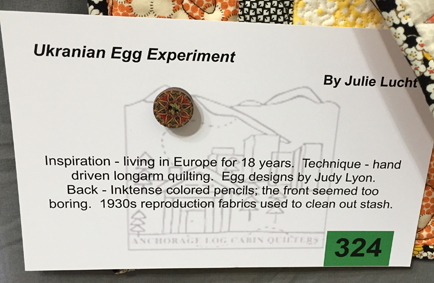 Ukranian Egg Experiment
By Julie Lucht
Inspiration - living in Europe for 18 years. Technique - hand
driven longarm quilting. Egg designs by Judy Lyon.
Back - Inktense colored pencils; the front seemed too
boring. 1930s reproduction fabrics used to clean out stash.
ANCHORAGE LOG CABIN QUILTERS
324